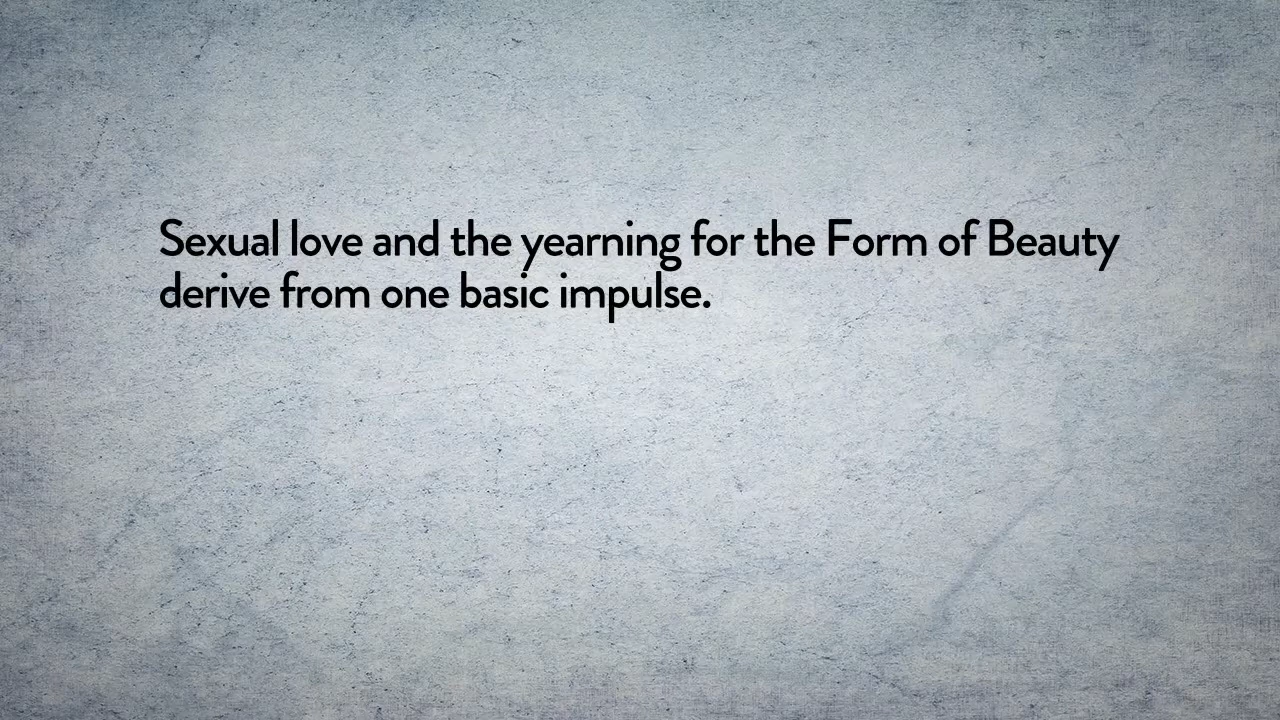 Sexual love and the yearning for the Form of Beauty
derive from one basic impulse.